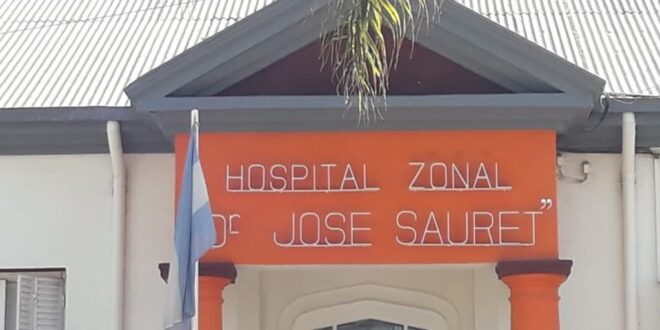 HOSPITAL ZONAL
Dr JOSE SAURET"